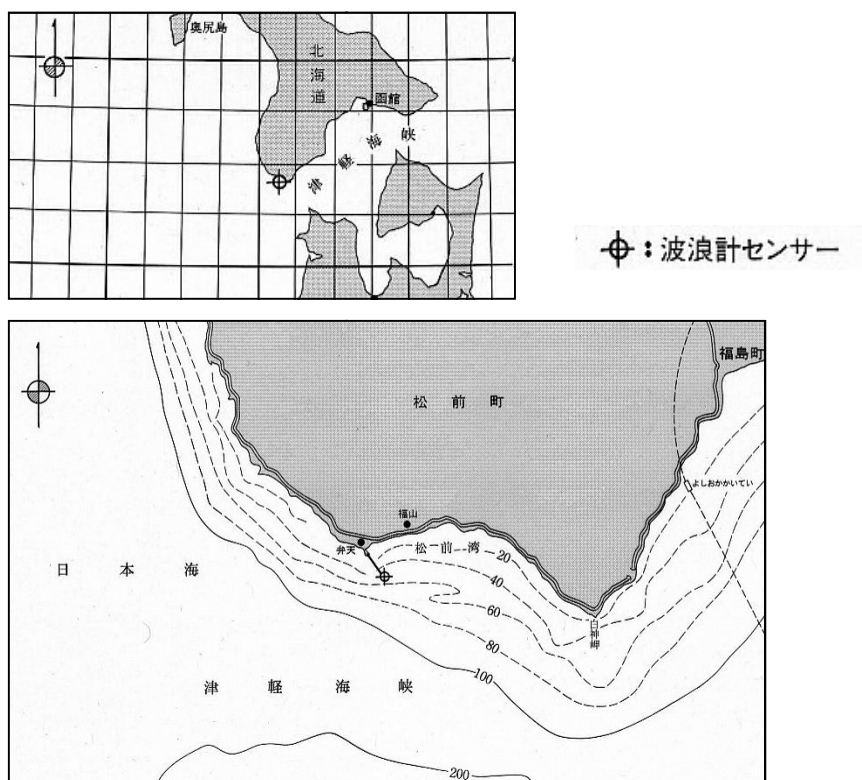 奥尻島
北海道
函館
津軽海峡
：波浪計センサー
福島町
松前町
よしおかかいてい
福山
弁天
松前湾
20
日本海
40
60
白神岬
80
100
津軽海峡
200